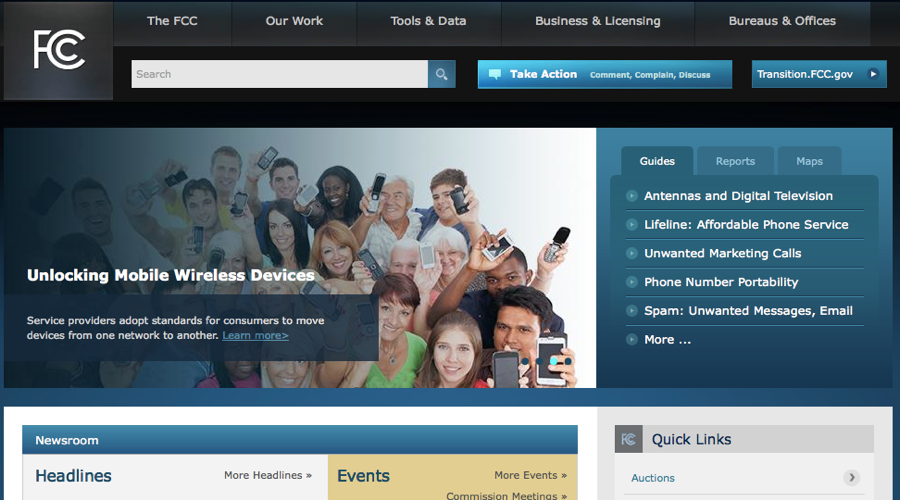 FCC
The FCC
Our Work
Tools & Data
Business & Licensing
Bureaus & Offices
Search
Take Action Comment, Complain, Discuss
Transition.FCC.gov
Unlocking Mobile Wireless Devices
Service providers adopt standards for consumers to move
devices from one network to another. Learn more>
Guides
Reports
Maps
Antennas and Digital Television
Lifeline: Affordable Phone Service
Unwanted Marketing Calls
Phone Number Portability
Spam: Unwanted Messages, Email
More ...
Newsroom
Headlines
More Headlines »
Events
More Events »
Commission Meetings »
FCC
Quick Links
Auctions